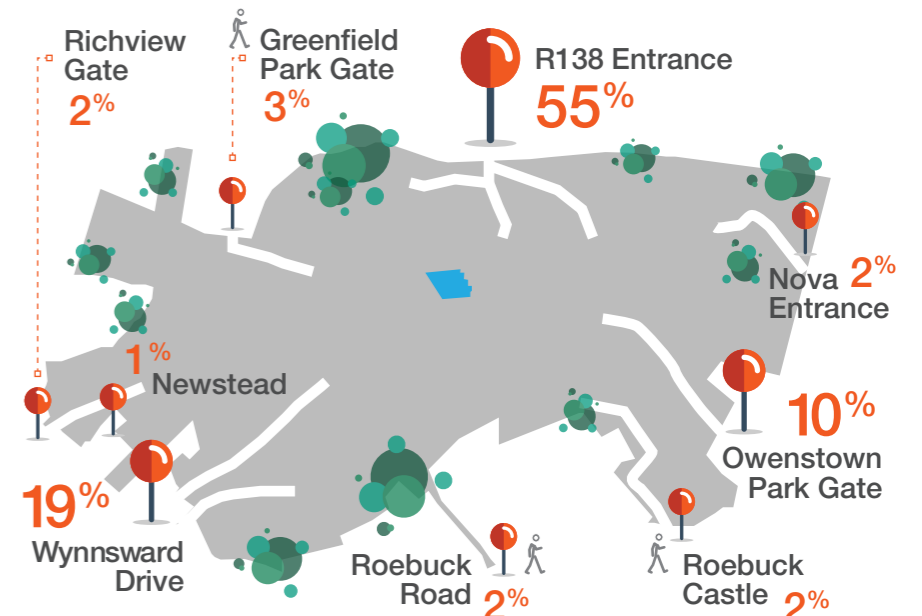 Richview
Gate
2%
Greenfield
Park Gate
3%
R138 Entrance
55%
Nova 2%
Entrance
1%
Newstead
10%
Owenstown
Park Gate
19%
Wynnsward
Drive
Roebuck
Road 2%
Roebuck
Castle 2%